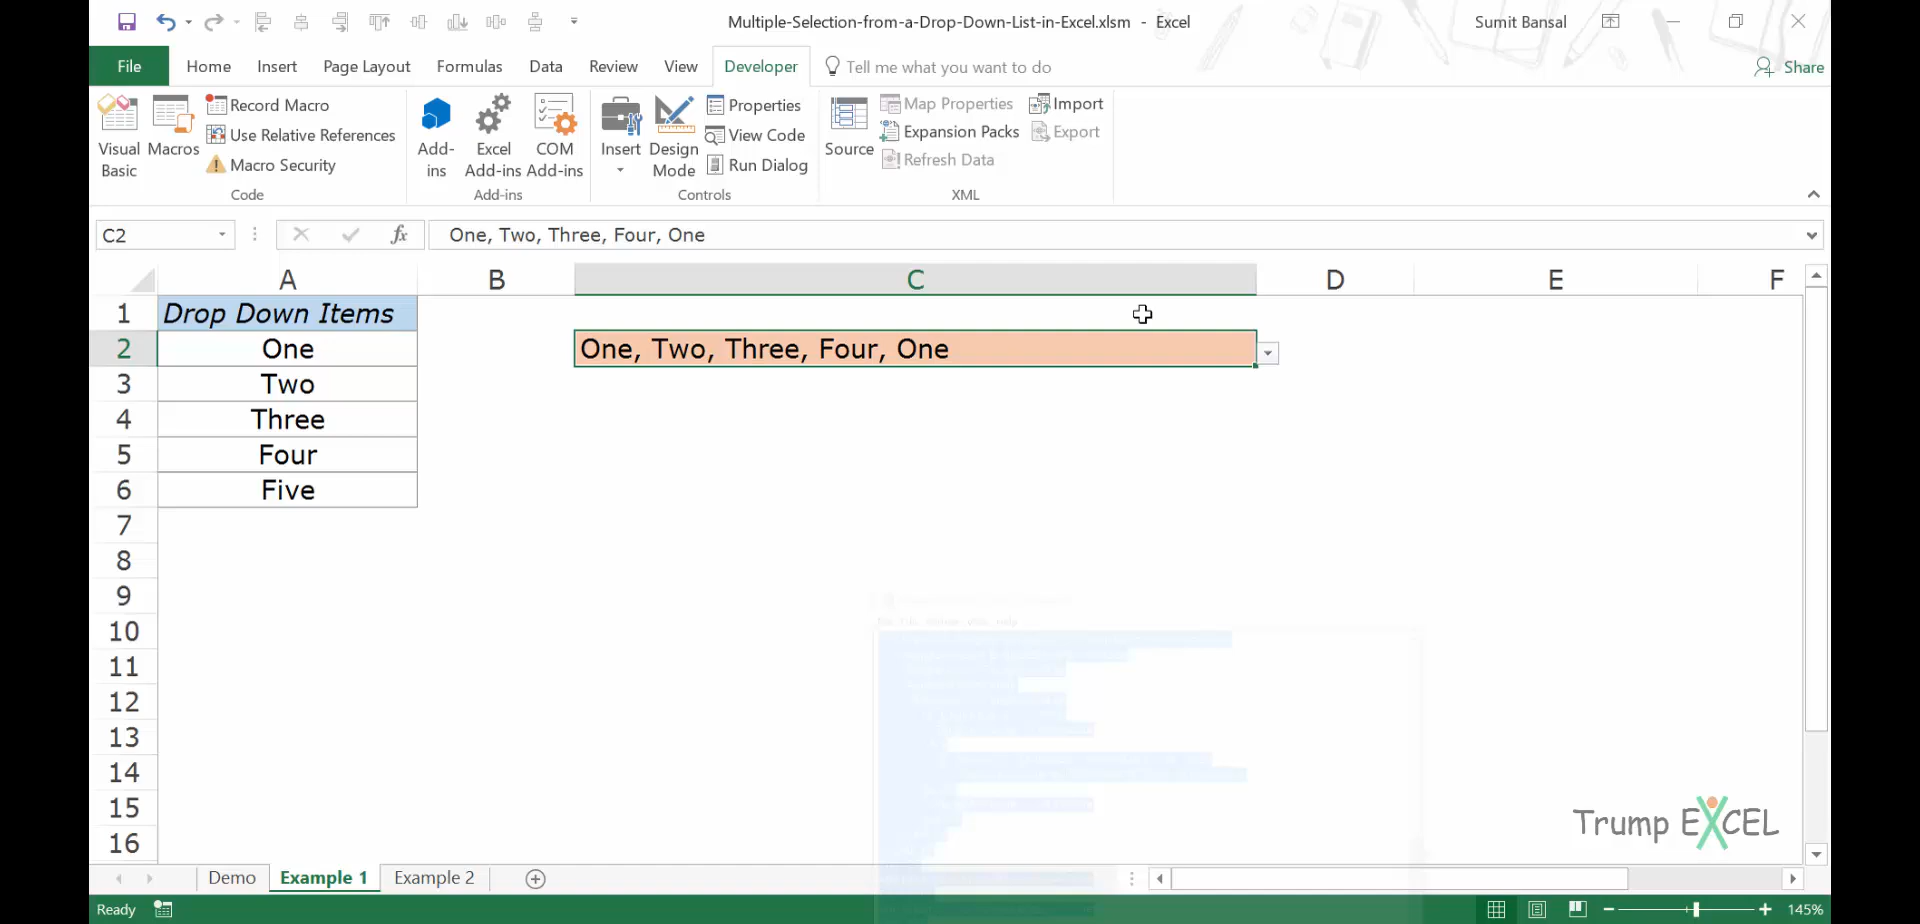 Multiple-Selection-from-a-Drop-Down-List-in-Excel.xlsm - Excel
Sumit Bansal
File Home Insert Page Layout Formulas Data Review View Developer Tell me what you want to do Share
Visual Basic
Macros
Record Macro
Use Relative References
Macro Security
Code
Add-ins
Excel Add-ins
COM Add-ins
Add-ins
Insert
Design Mode
Properties
View Code
Run Dialog
Controls
Source
Map Properties
Expansion Packs
Refresh Data
Import
Export
XML
C2 fx One, Two, Three, Four, One
A B C D E F
1 Drop Down Items
2 One One, Two, Three, Four, One
3 Two
4 Three
5 Four
6 Five
7
8
9
10
11
12
13
14
15
16
Trump EXCEL
Demo Example 1 Example 2
Ready 145%